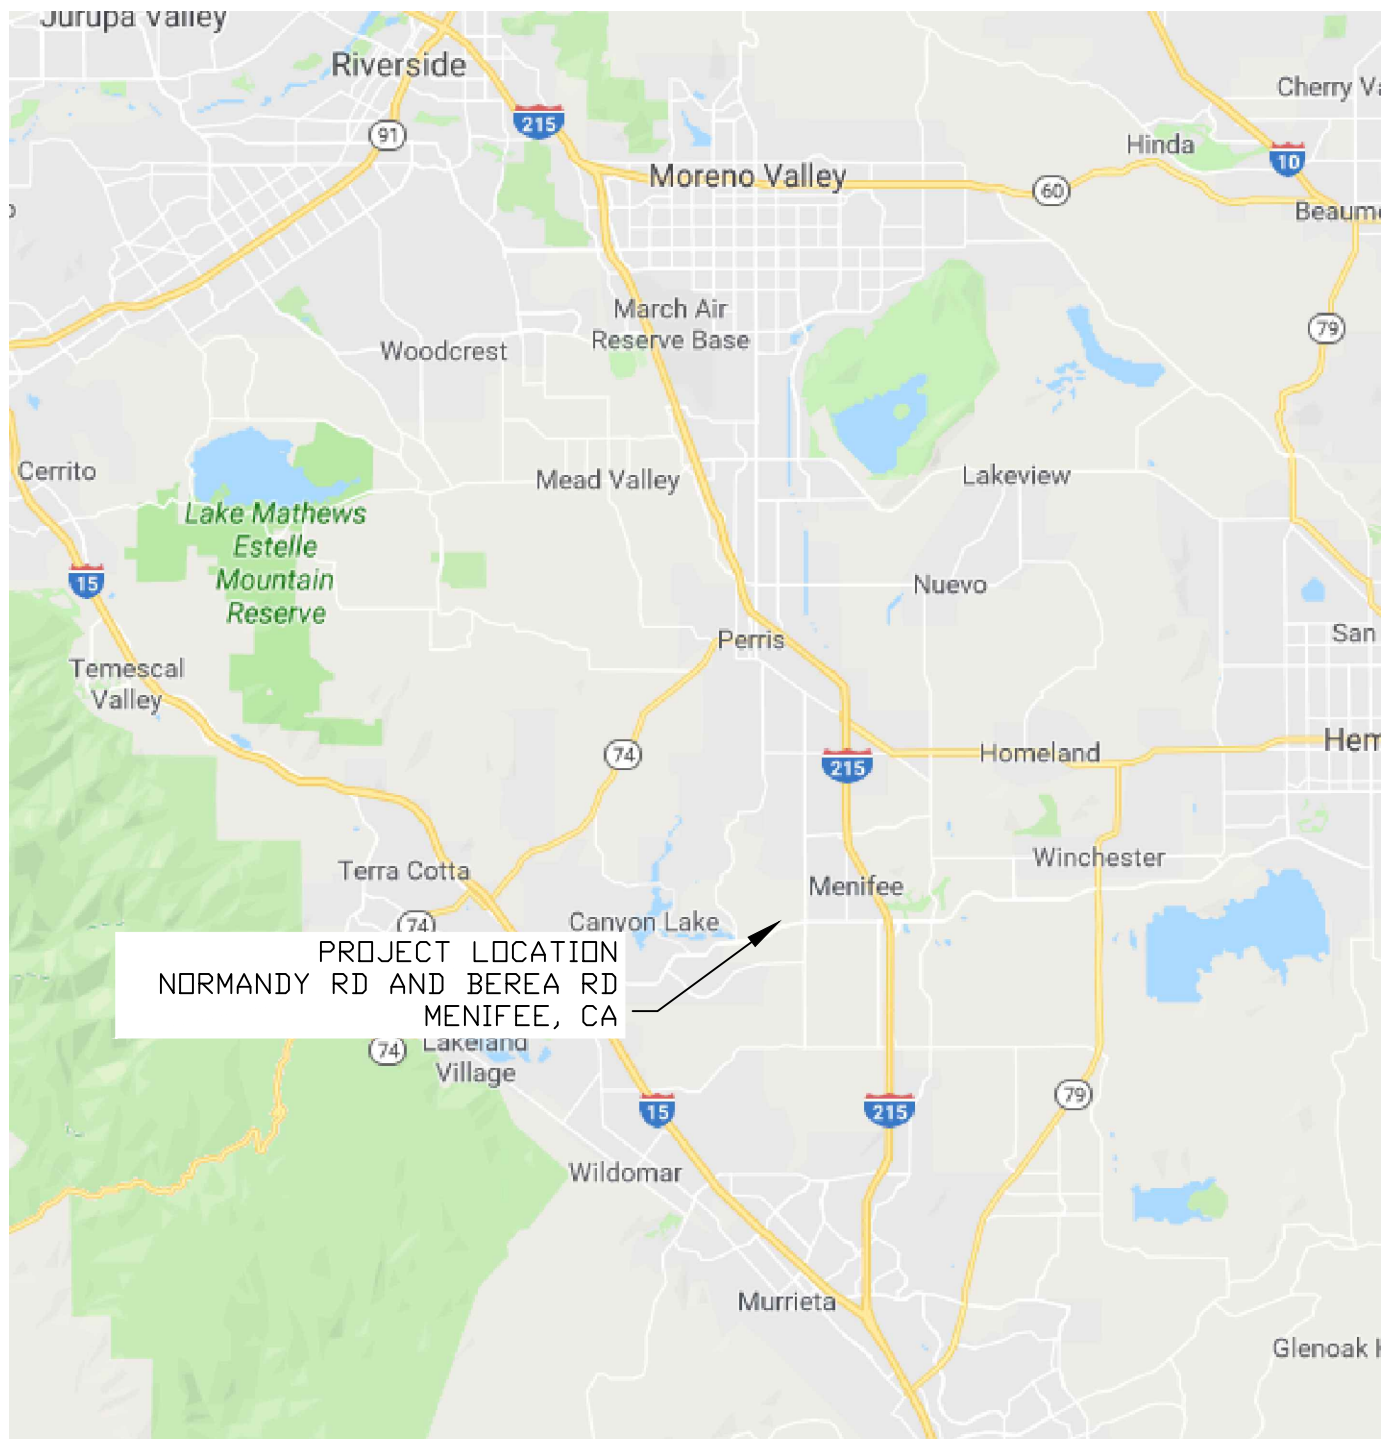 Jurupa Valley
Riverside
Cherry Va
215
91
Hinda
10
Moreno Valley
60
Beaumo
March Air
Reserve Base
79
Woodcrest
Cerrito
Mead Valley
Lakeview
Lake Mathews
Estelle
Mountain
Reserve
15
Nuevo
Perris
San
Temescal
Valley
74
Homeland
Hem
215
Terra Cotta
Winchester
Menifee
74
Canyon Lake
PROJECT LOCATION
NORMANDY RD AND BEREA RD
MENIFEE, CA
74
Lakeland
Village
79
15
215
Wildomar
Murrieta
Glenoak